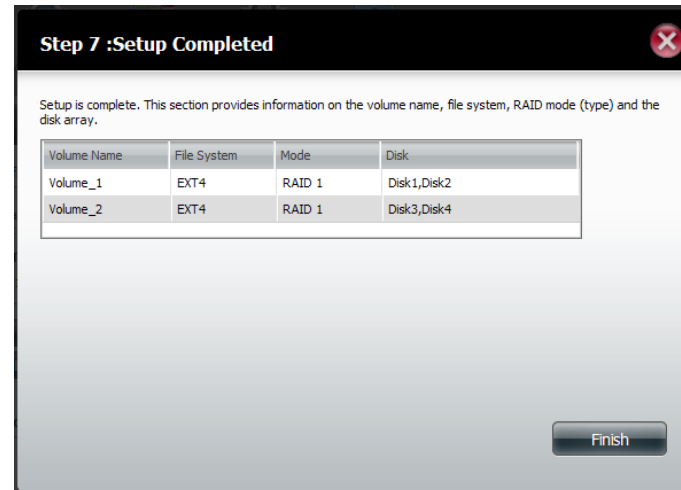 Step 7 :Setup Completed
Setup is complete. This section provides information on the volume name, file system, RAID mode (type) and the
disk array.
Volume Name File System Mode Disk
Volume_1 EXT4 RAID 1 Disk1,Disk2
Volume_2 EXT4 RAID 1 Disk3,Disk4
Finish